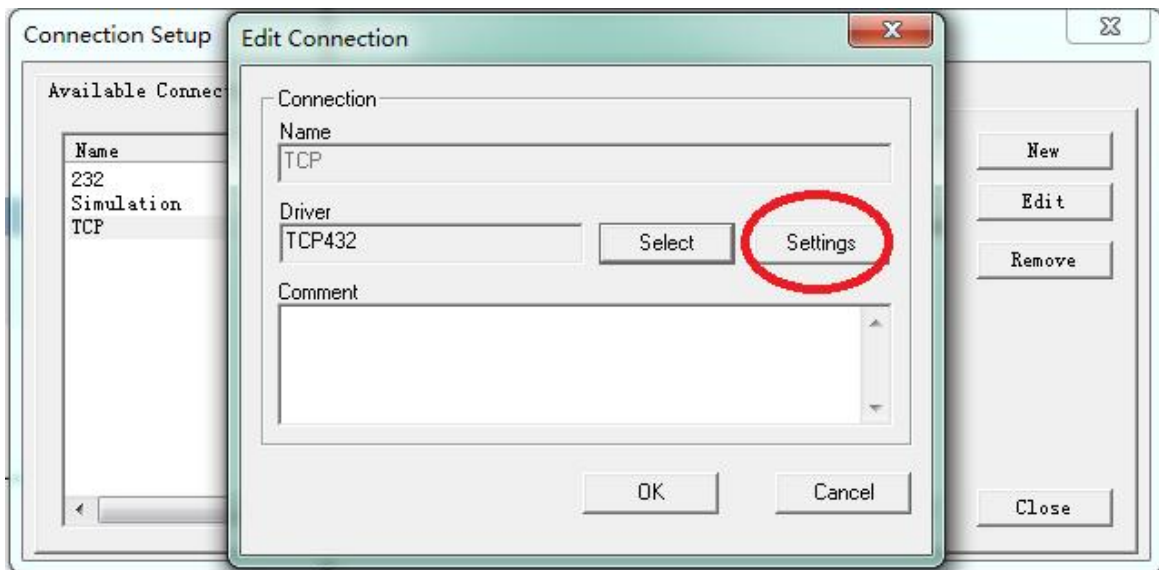 Connection Setup
Edit Connection
Available Connec
Connection
Name
TCP
Driver
TCP432
Select
Settings
Comment
OK
Cancel
Name
232
Simulation
TCP
New
Edit
Remove
Close